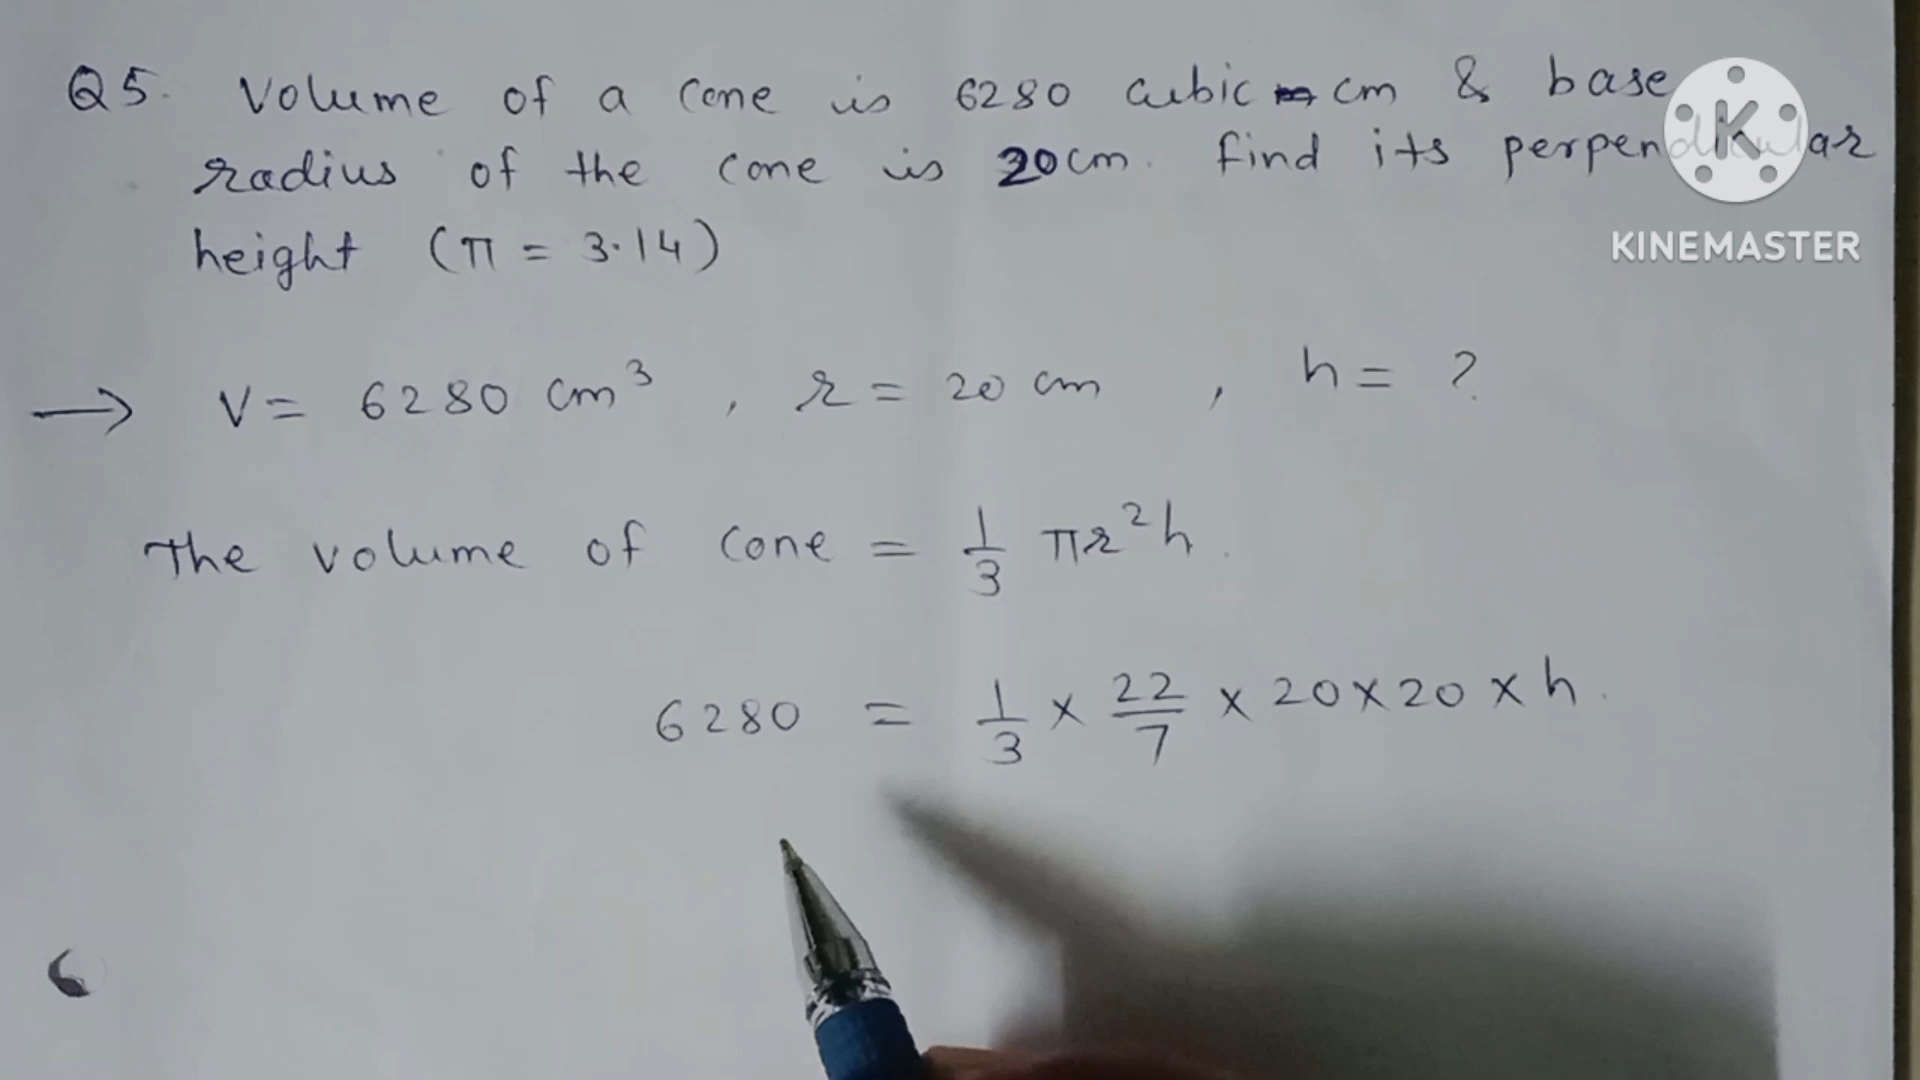 Q5. Volume of a cone is 6280 cubic cm & base
radius of the cone is 20cm. find its perpendicular
height (π = 3.14)
KINEMASTER
→ V = 6280 cm³, r = 20 cm, h = ?
The volume of cone = 1/3 πr²h.
6280 = 1/3 × 22/7 × 20×20 × h.